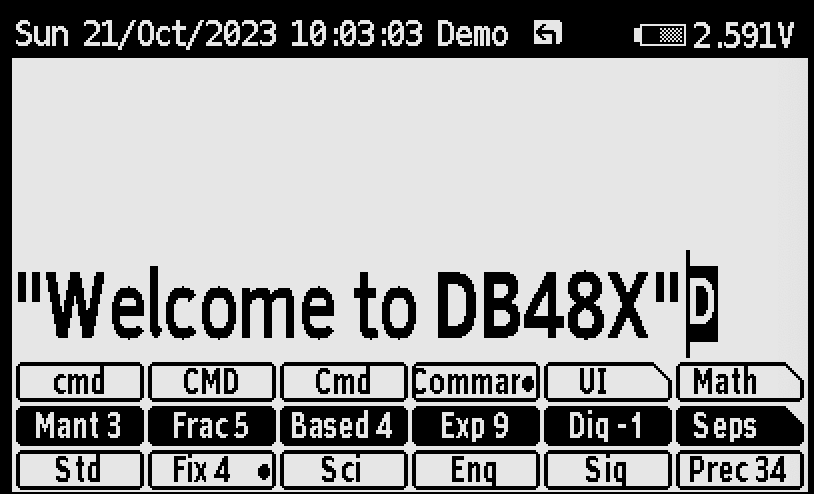 Sun 21/Oct/2023 10:03:03 Demo 2.591V
"Welcome to DB48X"D
cmd CMD Cmd Commar UI Math
Mant 3 Frac 5 Based 4 Exp 9 Dig -1 Seps
Std Fix 4 Sci Eng Sig Prec 34